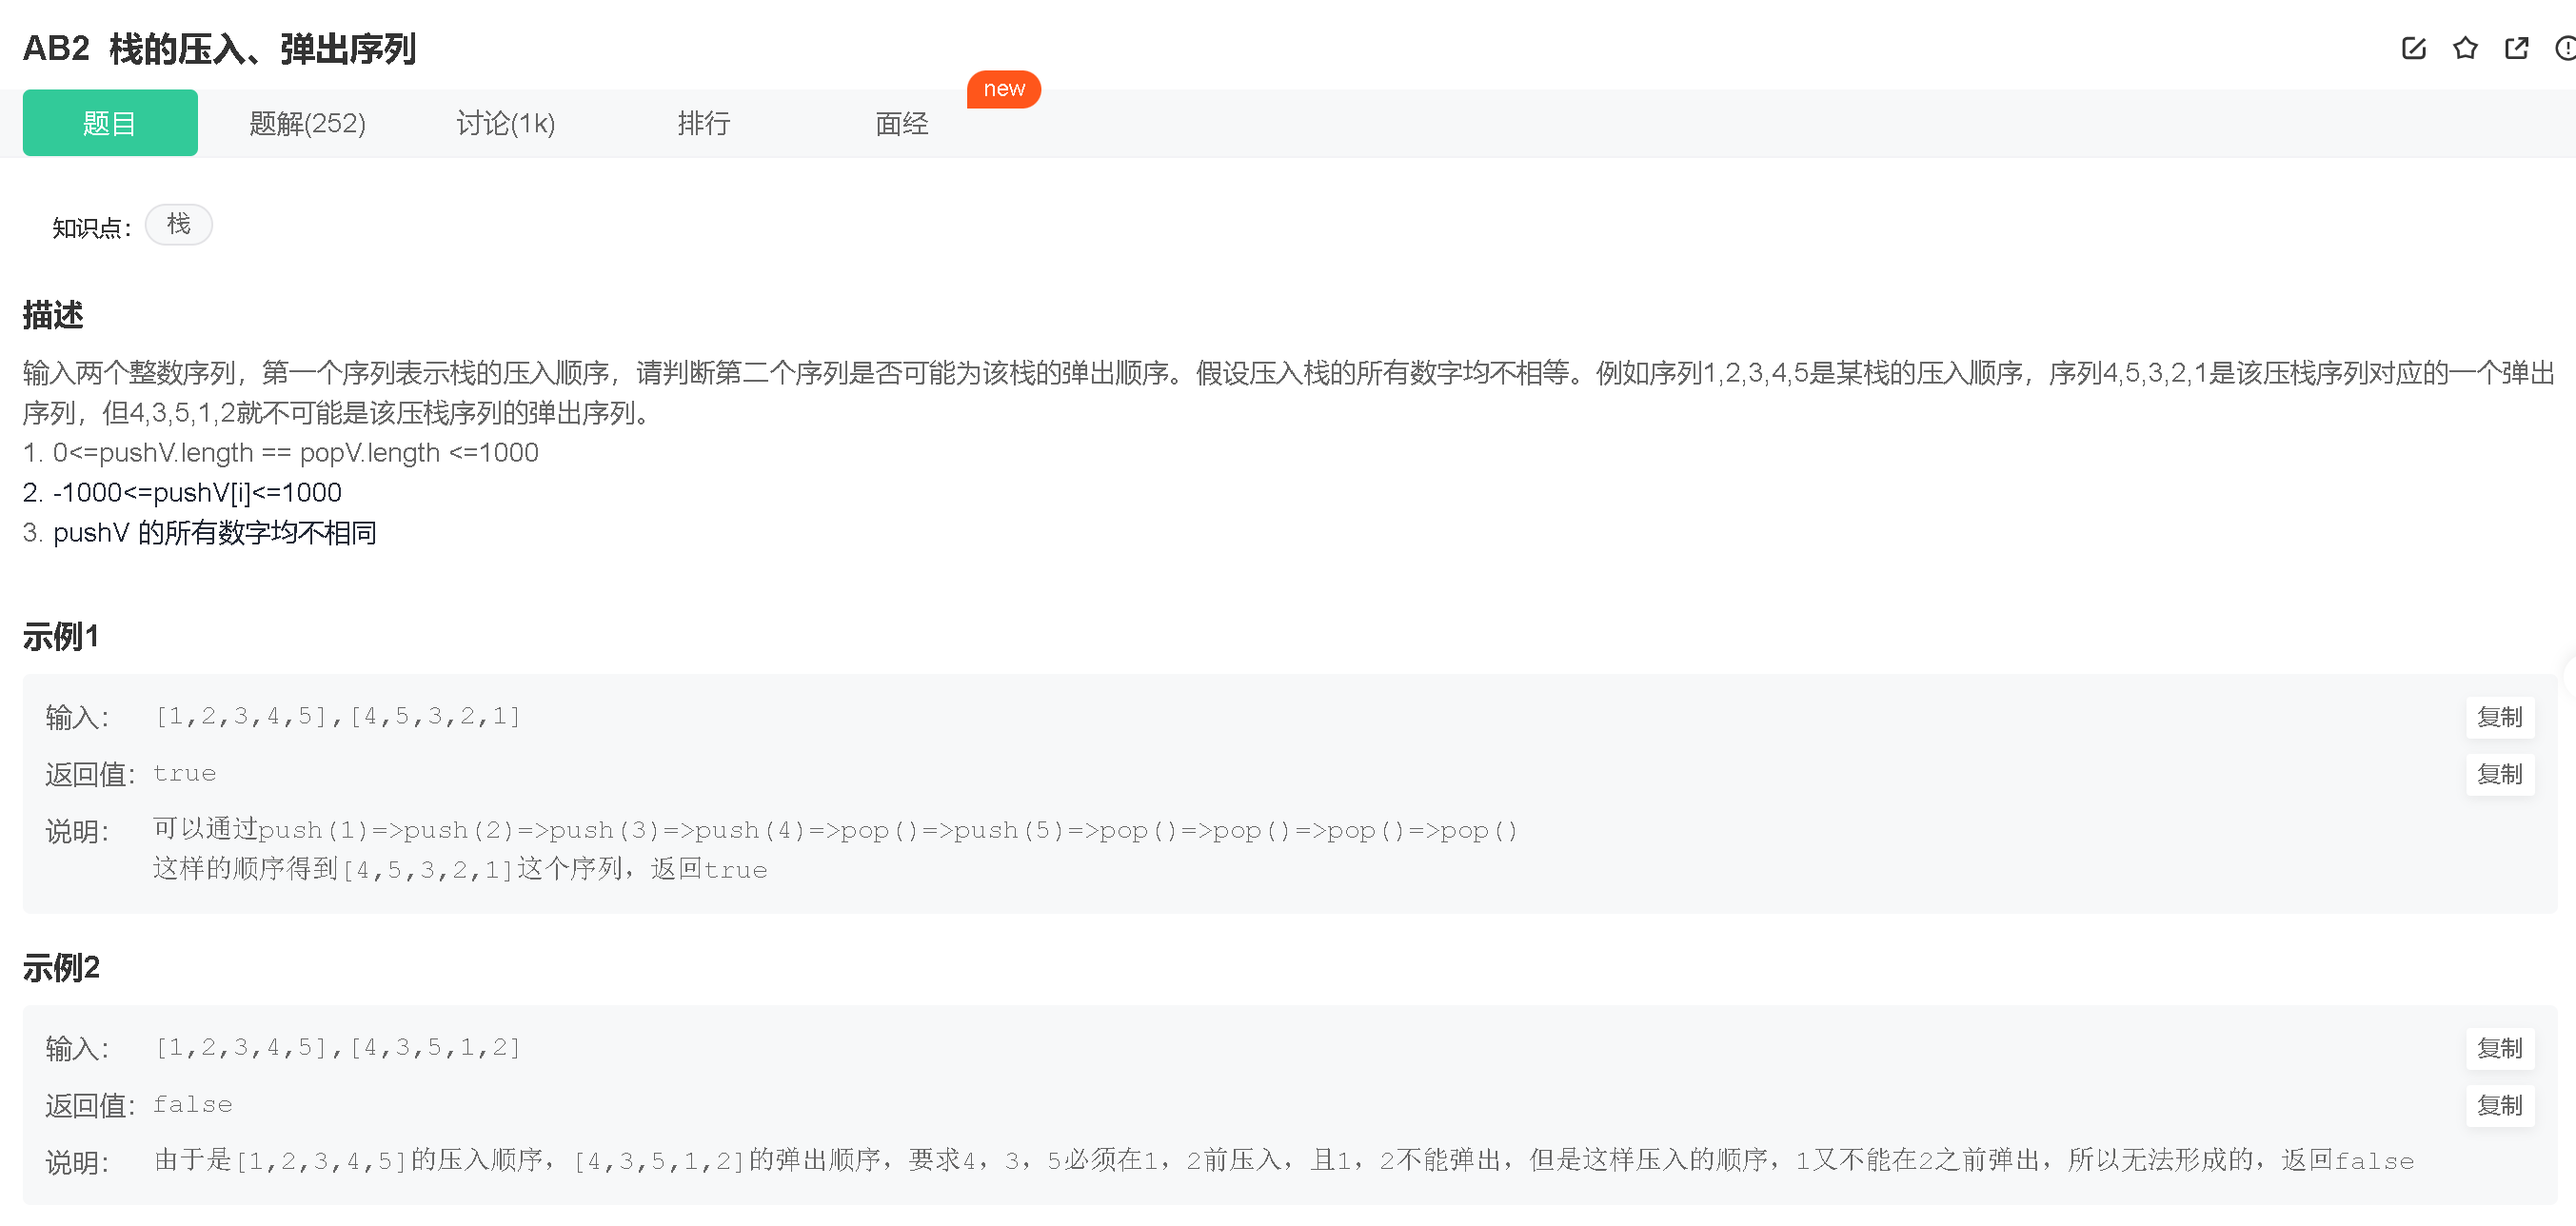 AB2 栈的压入、弹出序列
new
题目 题解(252) 讨论(1k) 排行 面经
知识点： 栈
描述
输入两个整数序列，第一个序列表示栈的压入顺序，请判断第二个序列是否可能为该栈的弹出顺序。假设压入栈的所有数字均不相等。例如序列1,2,3,4,5是某栈的压入顺序，序列4,5,3,2,1是该压栈序列对应的一个弹出
序列，但4,3,5,1,2就不可能是该压栈序列的弹出序列。
1. 0<=pushV.length == popV.length <=1000
2. -1000<=pushV[i]<=1000
3. pushV 的所有数字均不相同
示例1
输入： [1,2,3,4,5],[4,5,3,2,1] 复制
返回值： true 复制
说明： 可以通过push(1)=>push(2)=>push(3)=>push(4)=>pop()=>push(5)=>pop()=>pop()=>pop()=>pop()
这样的顺序得到[4,5,3,2,1]这个序列，返回true
示例2
输入： [1,2,3,4,5],[4,3,5,1,2] 复制
返回值： false 复制
说明： 由于是[1,2,3,4,5]的压入顺序，[4,3,5,1,2]的弹出顺序，要求4，3，5必须在1，2前压入，且1，2不能弹出，但是这样压入的顺序，1又不能在2之前弹出，所以无法形成的，返回false